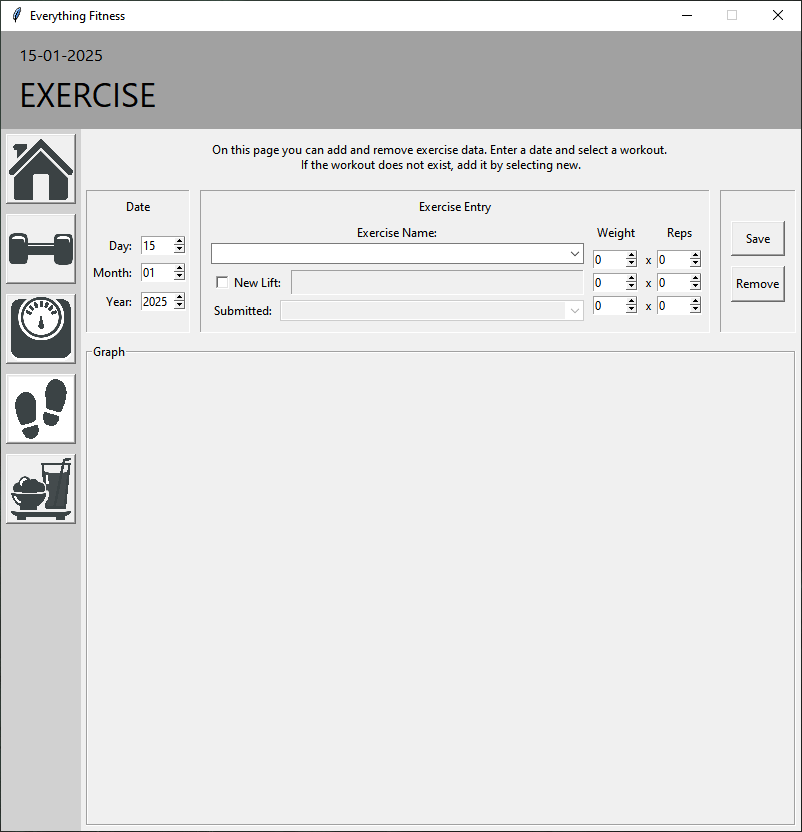 Everything Fitness
15-01-2025
EXERCISE
On this page you can add and remove exercise data. Enter a date and select a workout.
If the workout does not exist, add it by selecting new.
Date
Day: 15
Month: 01
Year: 2025
Exercise Entry
Exercise Name:
New Lift:
Submitted:
Weight Reps
0 x 0
0 x 0
0 x 0
Save
Remove
Graph